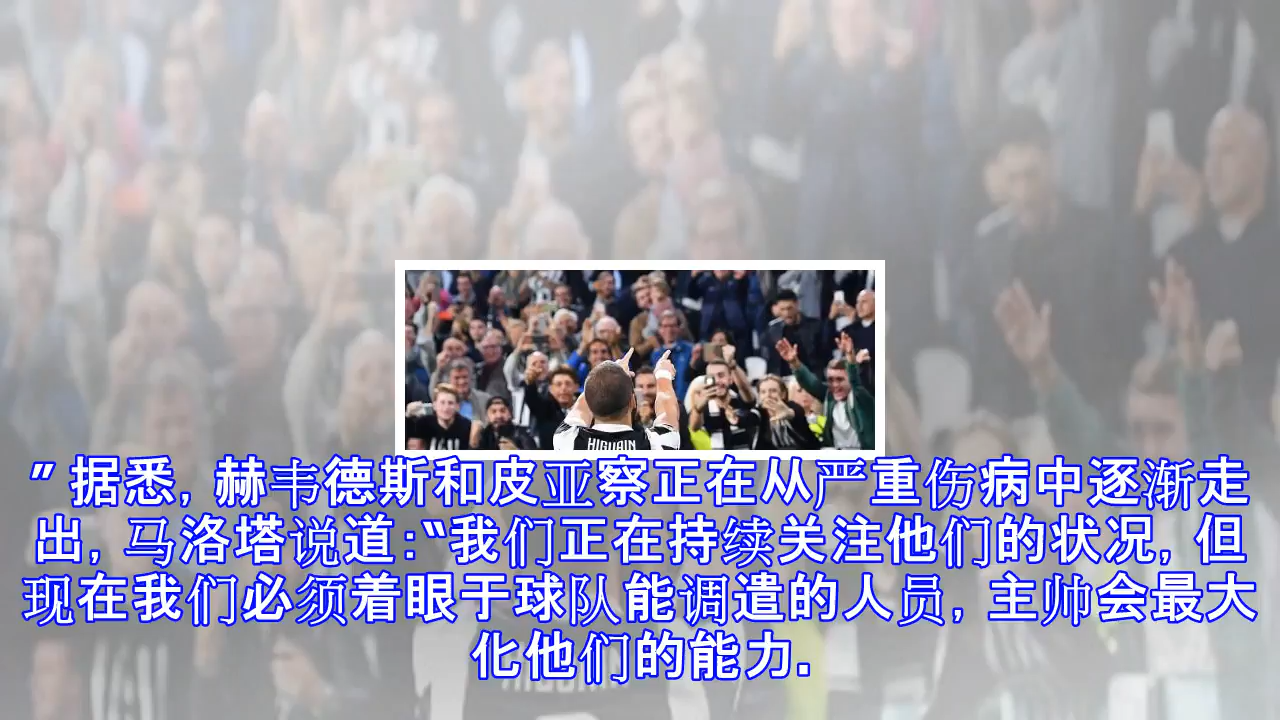 HIGUAIN
” 据悉, 赫韦德斯和皮亚察正在从严重伤病中逐渐走
出, 马洛塔说道:“我们正在持续关注他们的状况, 但
现在我们必须着眼于球队能调遣的人员, 主帅会最大
化他们的能力.